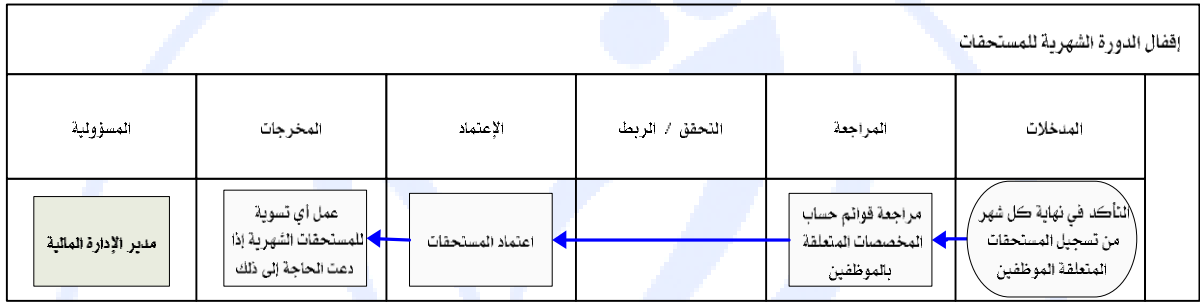 إقفال الدورة الشهرية للمستحقات
المدخلات
المراجعة
التحقق / الربط
الإعتماد
المخرجات
المسؤولية
التأكد في نهاية كل شهر
من تسجيل المستحقات
المتعلقة الموظفين
مراجعة قوائم حساب
المخصصات المتعلقة
بالموظفين
اعتماد المستحقات
عمل أي تسوية
للمستحقات الشهرية إذا
دعت الحاجة إلى ذلك
مدير الإدارة المالية